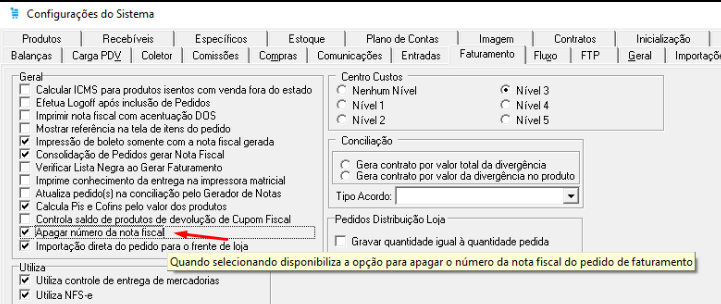 Configurações do Sistema
Produtos | Recebíveis | Específicos | Estoque | Plano de Contas | Imagem | Contratos | Inicialização
Balanças | Carga PDV | Coletor | Comissões | Compras | Comunicações | Entradas | Faturamento | Fluxo | FTP | Geral | Importaçõe
Geral
Calcular ICMS para produtos isentos com venda fora do estado
Efetua Logoff após inclusão de Pedidos
Imprimir nota fiscal com acentuação DOS
Mostrar referência na tela de itens do pedido
Impressão de boleto somente com a nota fiscal gerada
Consolidação de Pedidos gerar Nota Fiscal
Verificar Lista Negra ao Gerar Faturamento
Imprime conhecimento da entrega na impressora matricial
Atualiza pedido(s) na conciliação pelo Gerador de Notas
Calcula Pis e Cofins pelo valor dos produtos
Controla saldo de produtos de devolução de Cupom Fiscal
Apagar número da nota fiscal
Importação direta do pedido para o frente de loja
Utiliza
Utiliza controle de entrega de mercadorias
Utiliza NFS-e
Centro Custos
Nenhum Nível
Nível 3
Nível 1
Nível 4
Nível 2
Nível 5
Conciliação
Gera contrato por valor total da divergência
Gera contrato por valor da divergência no produto
Tipo Acordo:
Pedidos Distribuição Loja
Gravar quantidade igual à quantidade pedida
Quando selecionando disponibiliza a opção para apagar o número da nota fiscal do pedido de faturamento